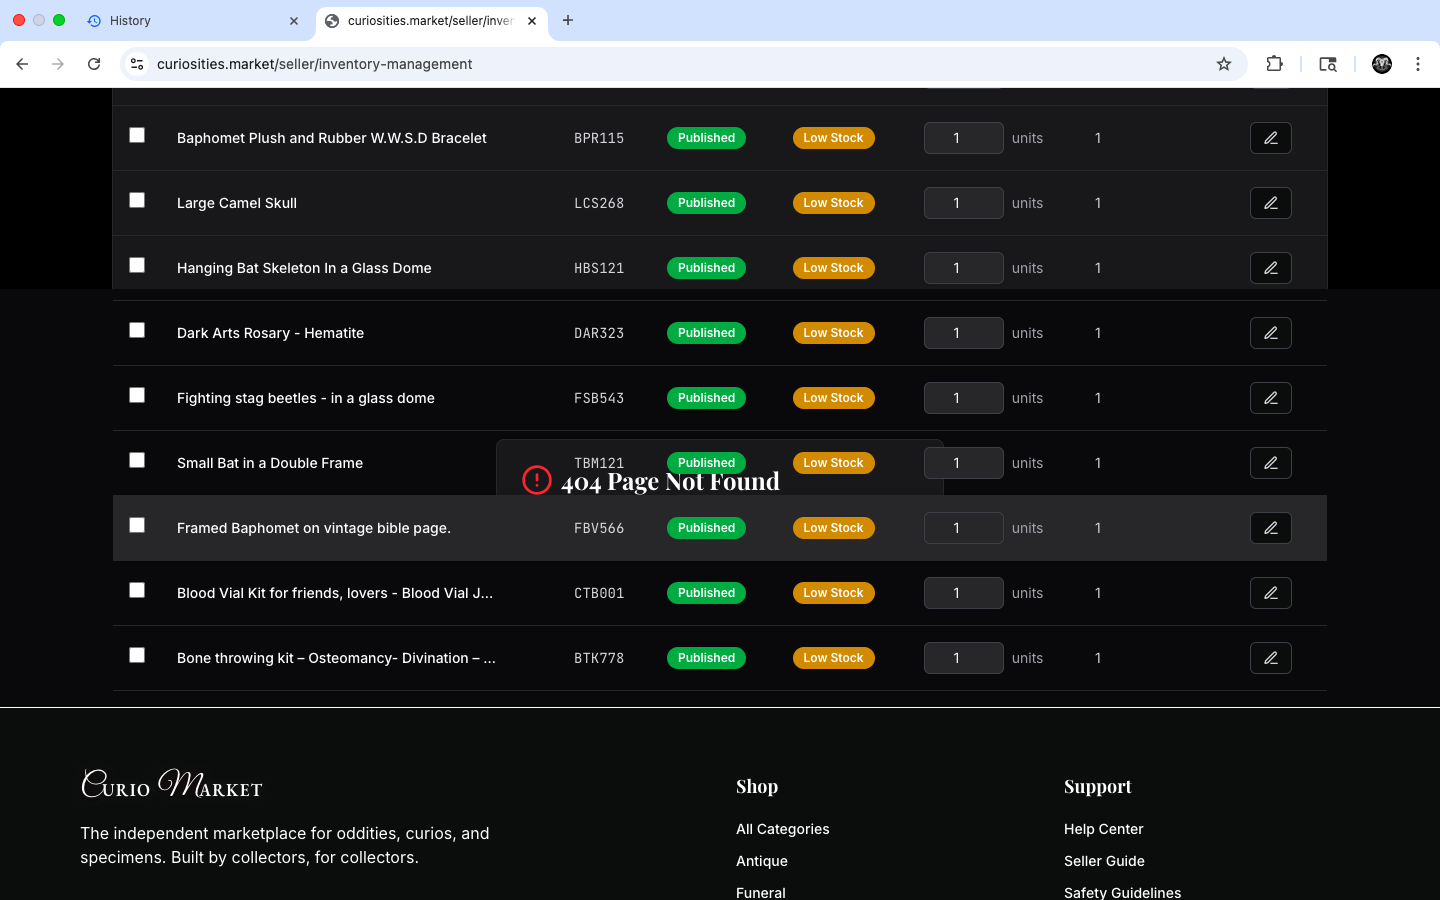 History
curiosities.market/seller/inver
curiosities.market/seller/inventory-management
Baphomet Plush and Rubber W.W.S.D Bracelet BPR115 Published Low Stock 1 units 1
Large Camel Skull LCS268 Published Low Stock 1 units 1
Hanging Bat Skeleton In a Glass Dome HBS121 Published Low Stock 1 units 1
Dark Arts Rosary - Hematite DAR323 Published Low Stock 1 units 1
Fighting stag beetles - in a glass dome FSB543 Published Low Stock 1 units 1
Small Bat in a Double Frame TBM121 Published Low Stock 1 units 1
404 Page Not Found
Framed Baphomet on vintage bible page. FBV566 Published Low Stock 1 units 1
Blood Vial Kit for friends, lovers - Blood Vial J... CTB001 Published Low Stock 1 units 1
Bone throwing kit – Osteomancy- Divination – ... BTK778 Published Low Stock 1 units 1
Curio Market
The independent marketplace for oddities, curios, and
specimens. Built by collectors, for collectors.
Shop
All Categories
Antique
Funeral
Support
Help Center
Seller Guide
Safety Guidelines